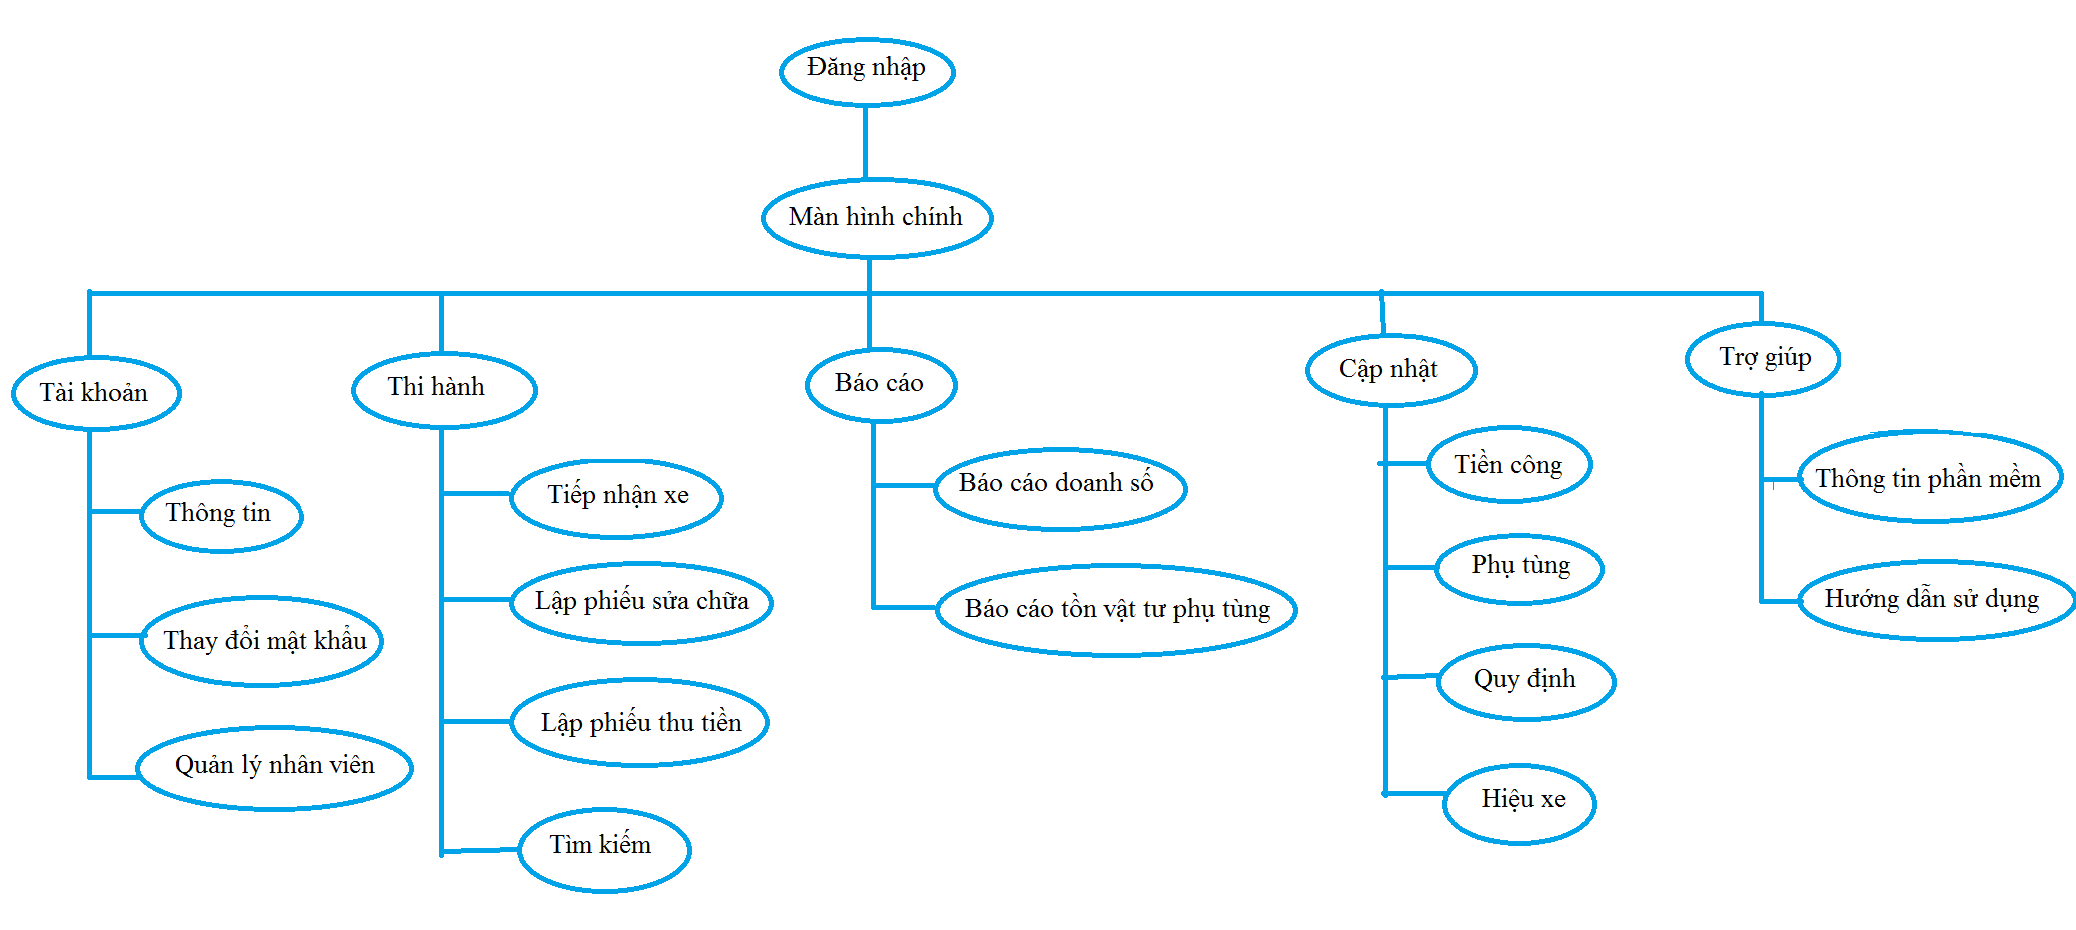 Đăng nhập
Màn hình chính
Tài khoản
Thông tin
Thay đổi mật khẩu
Quản lý nhân viên
Thi hành
Tiếp nhận xe
Lập phiếu sửa chữa
Lập phiếu thu tiền
Tìm kiếm
Báo cáo
Báo cáo doanh số
Báo cáo tồn vật tư phụ tùng
Cập nhật
Tiền công
Phụ tùng
Quy định
Hiệu xe
Trợ giúp
Thông tin phần mềm
Hướng dẫn sử dụng